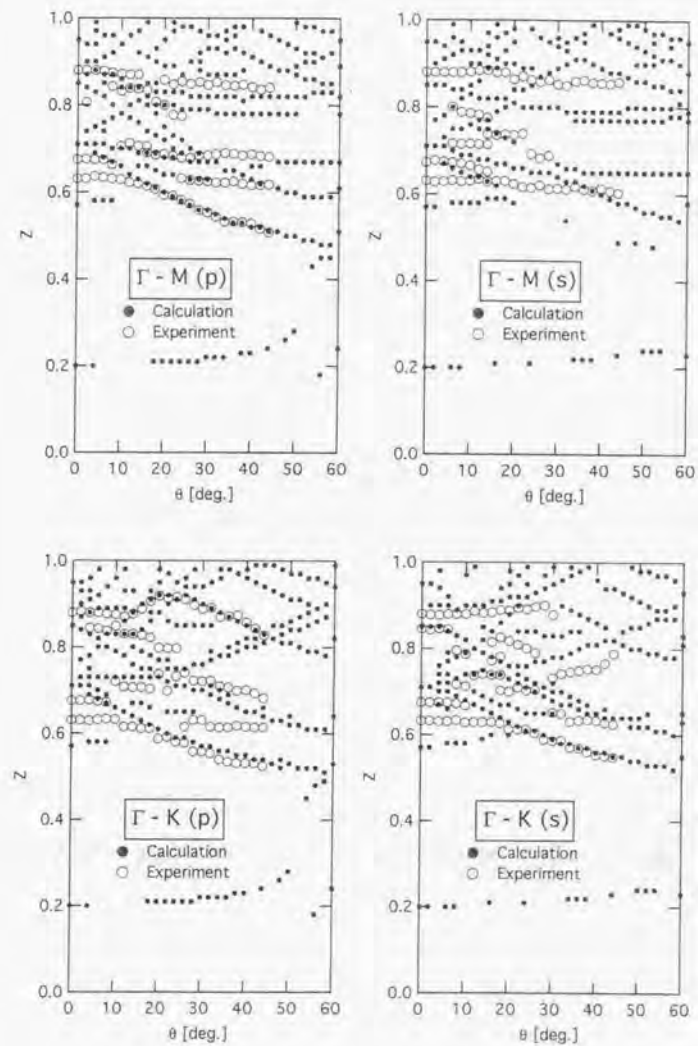 1.0
0.8
0.6
0.4
0.2
0.0
Z
Γ - M (p)
Calculation
Experiment
0 10 20 30 40 50 60
θ [deg.]
1.0
0.8
0.6
0.4
0.2
0.0
Z
Γ - M (s)
Calculation
Experiment
0 10 20 30 40 50 60
θ [deg.]
1.0
0.8
0.6
0.4
0.2
0.0
Z
Γ - K (p)
Calculation
Experiment
0 10 20 30 40 50 60
θ [deg.]
1.0
0.8
0.6
0.4
0.2
0.0
Z
Γ - K (s)
Calculation
Experiment
0 10 20 30 40 50 60
θ [deg.]